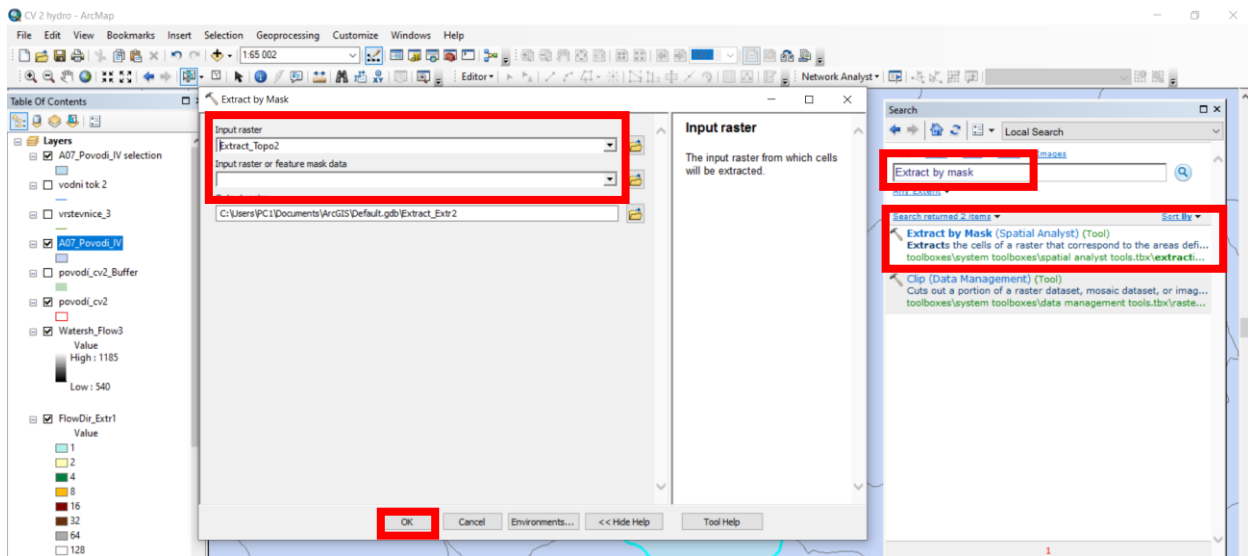 CV 2 hydro - ArcMap
File Edit View Bookmarks Insert Selection Geoprocessing Customize Windows Help
1:65 002
Editor Network Analyst
Table Of Contents
Layers
A07_Povodi_IV selection
vodni tok 2
vrstevnice_3
A07_Povodi_IV
povodí_cv2_Buffer
povodí_cv2
Watersh_Flow3
Value
High : 1185
Low : 540
FlowDir_Extr1
Value
1
2
4
8
16
32
64
128
Extract by Mask
Input raster
Extract_Topo2
Input raster or feature mask data
C:\Users\PC1\Documents\ArcGIS\Default.gdb\Extract_Extr2
OK Cancel Environments... << Hide Help Tool Help
Input raster
The input raster from which cells
will be extracted.
Search
Local Search
Images
Extract by mask
Any Extent
Search returned 2 items Sort By
Extract by Mask (Spatial Analyst) (Tool)
Extracts the cells of a raster that correspond to the areas defi...
toolboxes\system toolboxes\spatial analyst tools.tbx\extracti...
Clip (Data Management) (Tool)
Cuts out a portion of a raster dataset, mosaic dataset, or imag...
toolboxes\system toolboxes\data management tools.tbx\raste...
1